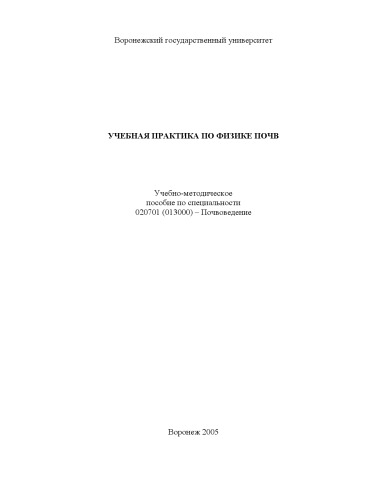 Воронежский государственный университет
УЧЕБНАЯ ПРАКТИКА ПО ФИЗИКЕ ПОЧВ
Учебно-методическое
пособие по специальности
020701 (013000) – Почвоведение
Воронеж 2005